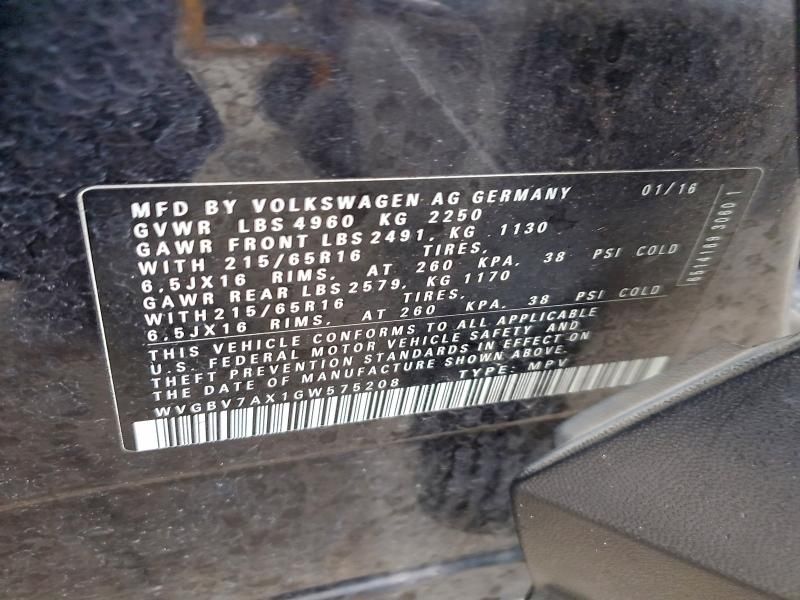 MFD BY VOLKSWAGEN AG GERMANY 01/16
GVWR LBS 4960 KG 2250
GAWR FRONT LBS 2491, KG 1130
WITH 215/65R16 TIRES,
6,5JX16 RIMS, AT 260 KPA, 38 PSI COLD
GAWR REAR LBS 2579, KG 1170
WITH 215/65R16 TIRES,
6,5JX16 RIMS, AT 260 KPA, 38 PSI COLD
THIS VEHICLE CONFORMS TO ALL APPLICABLE
U.S. FEDERAL MOTOR VEHICLE SAFETY AND
THEFT PREVENTION STANDARDS IN EFFECT ON
THE DATE OF MANUFACTURE SHOWN ABOVE.
WVGBV7AX1GW575208 TYPE: MPV